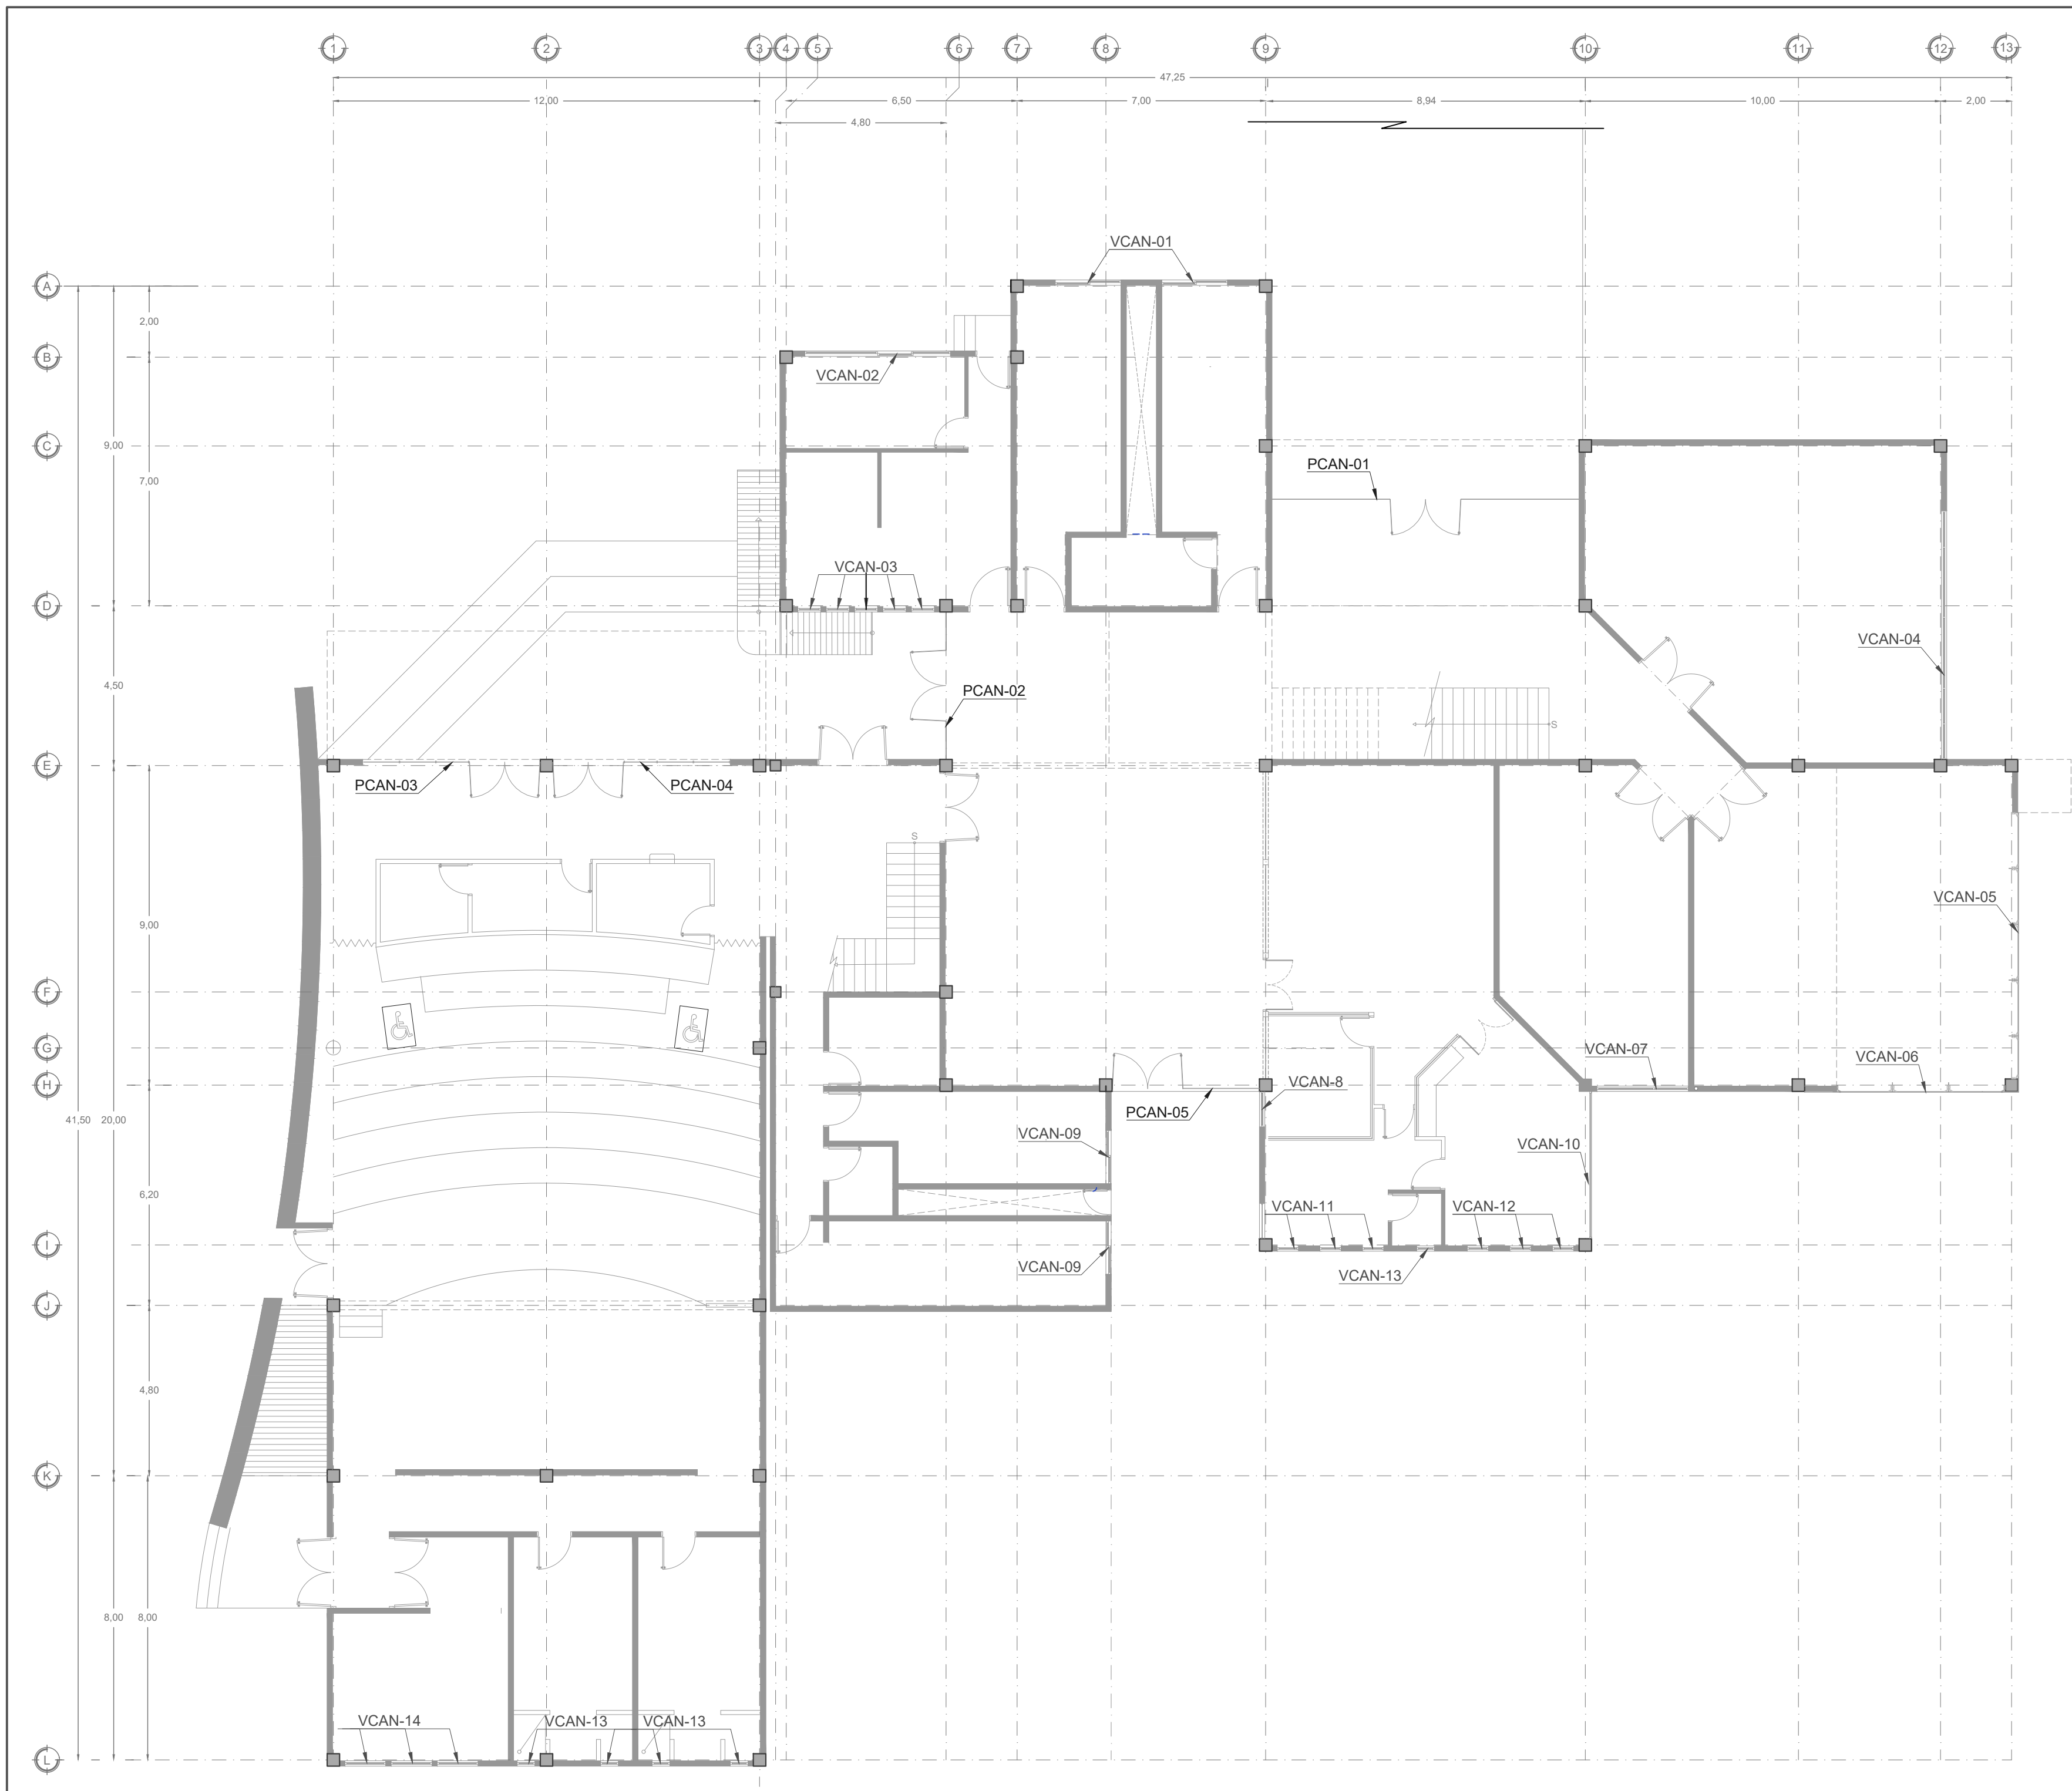 1 2 3 4 5 6 7 8 9 10 11 12 13
47,25
12,00 6,50 7,00 8,94 10,00 2,00
4,80
VCAN-01
A
2,00
B
VCAN-02
C
9,00
7,00
PCAN-01
VCAN-03
D
VCAN-04
4,50
PCAN-02
S
E
PCAN-03 PCAN-04
S
VCAN-05
9,00
F
G
VCAN-07
VCAN-06
H
VCAN-8
PCAN-05
41,50 20,00
VCAN-09
VCAN-10
6,20
VCAN-11 VCAN-12
I
VCAN-09
VCAN-13
J
4,80
K
8,00 8,00
VCAN-14 VCAN-13 VCAN-13
L